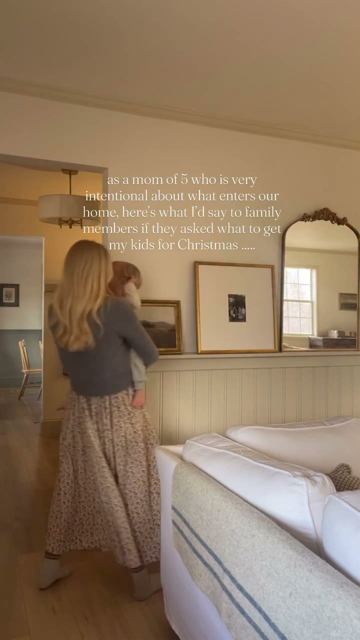 as a mom of 5 who is very
intentional about what enters our
home, here's what I'd say to family
members if they asked what to get
my kids for Christmas .....